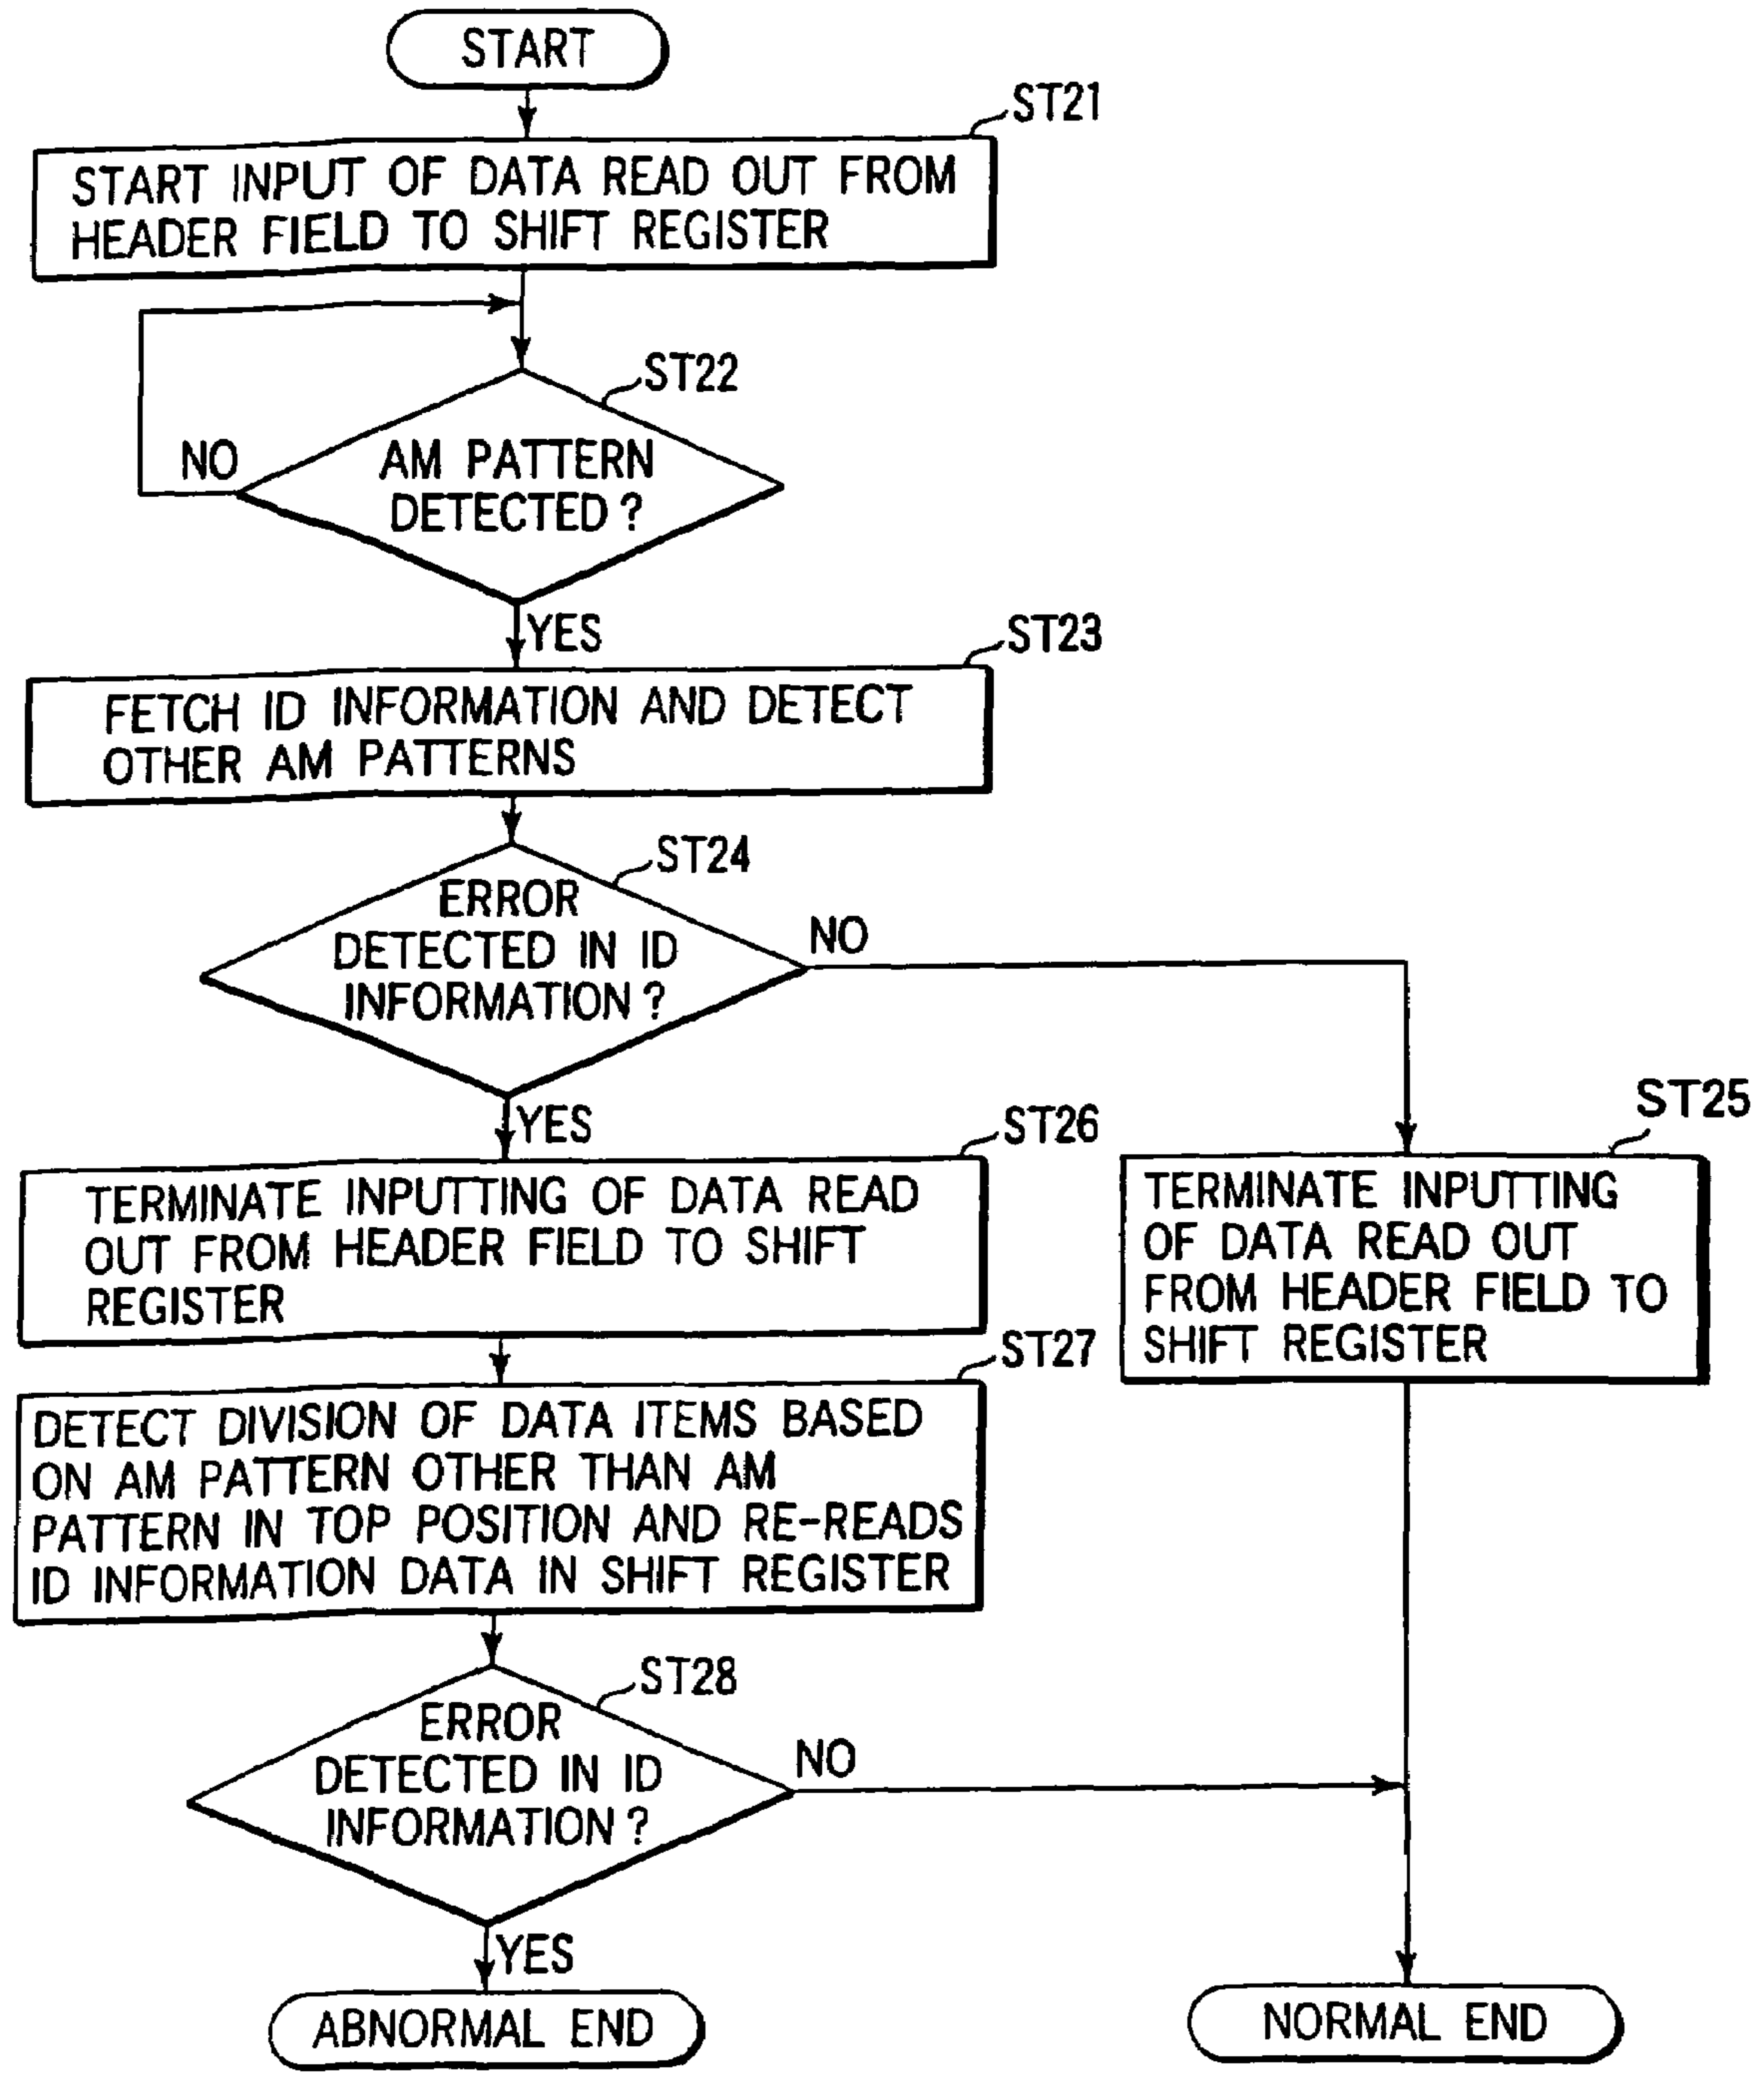 START
ST21
START INPUT OF DATA READ OUT FROM
HEADER FIELD TO SHIFT REGISTER
ST22
NO
AM PATTERN
DETECTED?
YES
ST23
FETCH ID INFORMATION AND DETECT
OTHER AM PATTERNS
ST24
ERROR
DETECTED IN ID
INFORMATION?
NO
YES
ST26
TERMINATE INPUTTING OF DATA READ
OUT FROM HEADER FIELD TO SHIFT
REGISTER
ST25
TERMINATE INPUTTING
OF DATA READ OUT
FROM HEADER FIELD TO
SHIFT REGISTER
ST27
DETECT DIVISION OF DATA ITEMS BASED
ON AM PATTERN OTHER THAN AM
PATTERN IN TOP POSITION AND RE-READS
ID INFORMATION DATA IN SHIFT REGISTER
ST28
ERROR
DETECTED IN ID
INFORMATION?
NO
YES
ABNORMAL END
NORMAL END